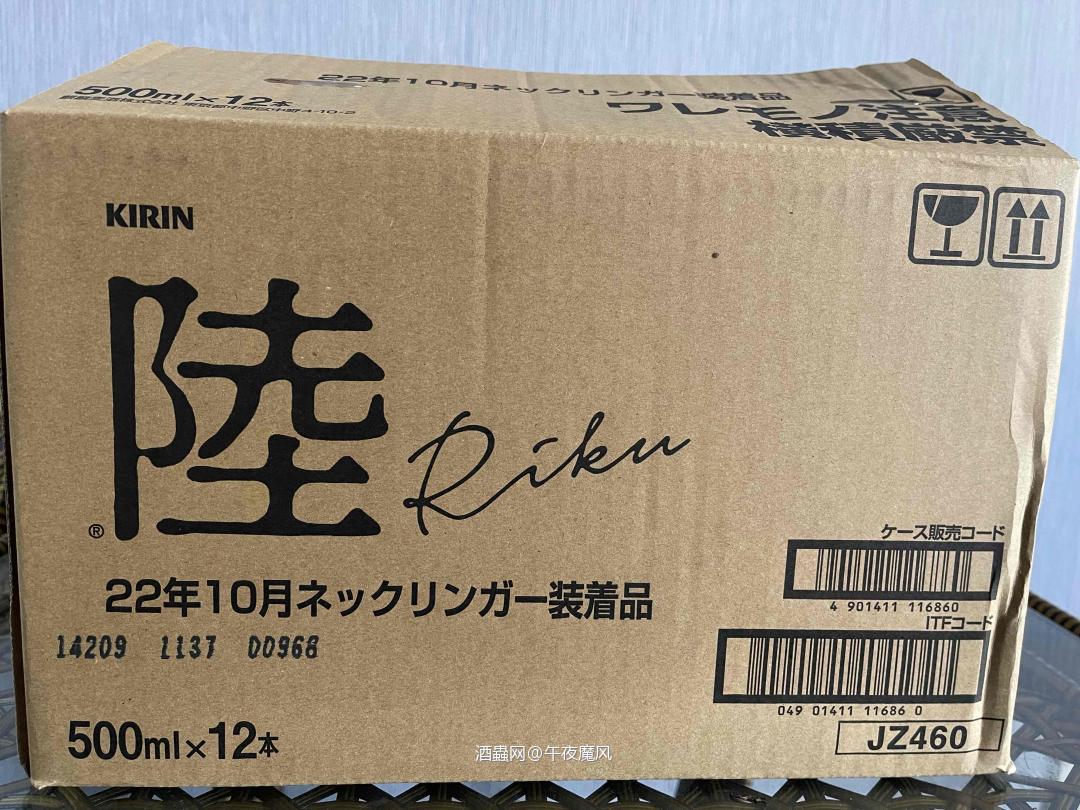 22年10月ネックリンガー装着品
500ml×12本
ワレモノ注意
横積厳禁
KIRIN
陸 Riku
®
ケース販売コード
4 901411 116860
22年10月ネックリンガー装着品
ITFコード
14209 1137 D0968
049 01411 11686 0
500ml×12本
JZ460
酒蟲网@午夜魔风